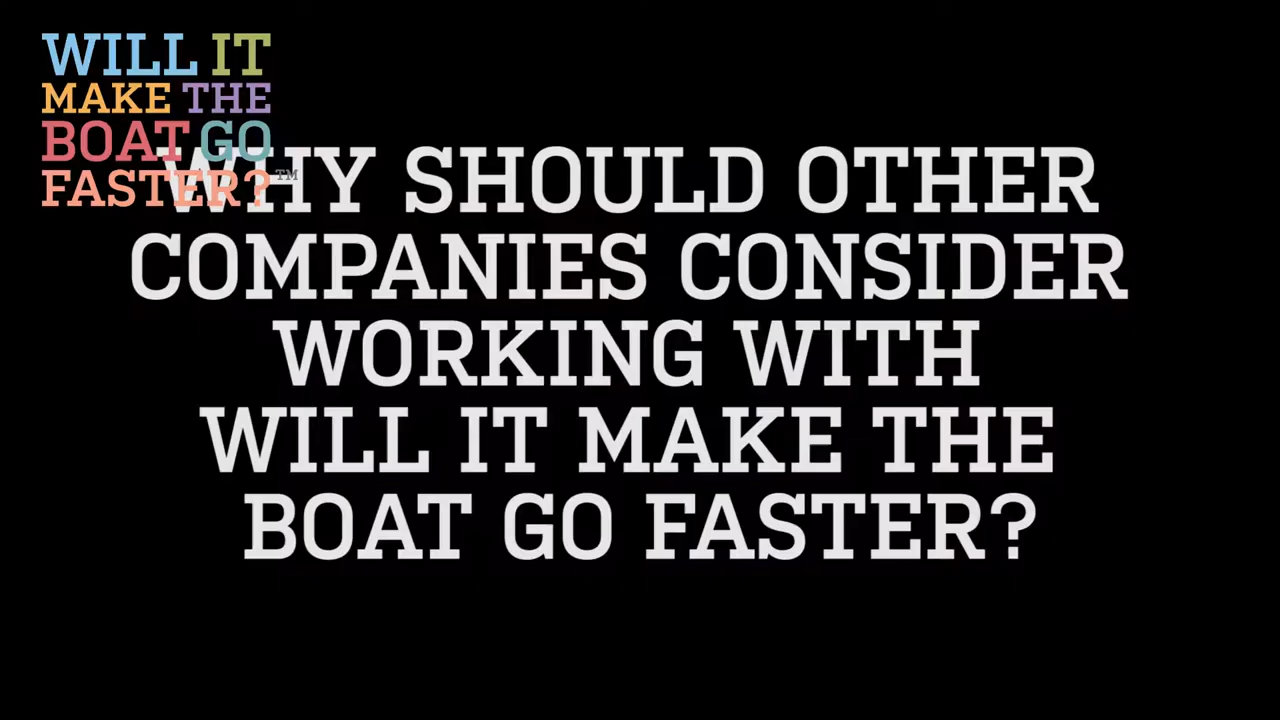 WILL IT
MAKE THE
BOAT GO
FASTER?™
WHY SHOULD OTHER
COMPANIES CONSIDER
WORKING WITH
WILL IT MAKE THE
BOAT GO FASTER?